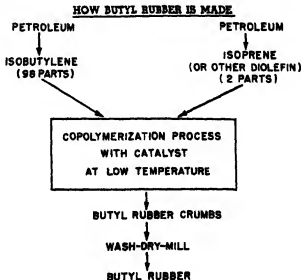 HOW BUTYL RUBBER IS MADE
PETROLEUM
ISOBUTYLENE
(98 PARTS)
PETROLEUM
ISOPRENE
(OR OTHER DIOLEFIN)
(2 PARTS)
COPOLYMERIZATION PROCESS
WITH CATALYST
AT LOW TEMPERATURE
BUTYL RUBBER CRUMBS
WASH-DRY-MILL
BUTYL RUBBER